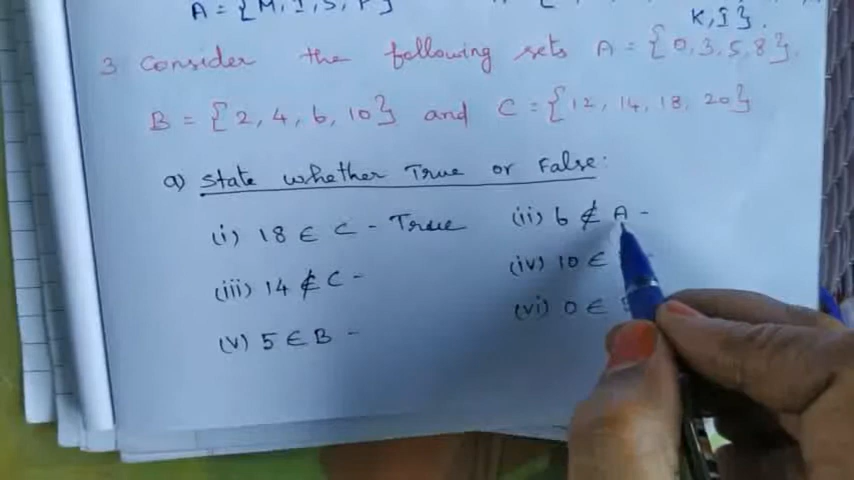 A = {M, I, S, P} {
K, I}.
3 Consider the following sets A = {0, 3, 5, 8}.
B = {2, 4, 6, 10} and C = {12, 14, 18, 20}
a) State whether True or False:
(i) 18 ∈ C - True (ii) 6 ∉ A -
(iii) 14 ∉ C - (iv) 10 ∈
(v) 5 ∈ B - (vi) 0 ∈